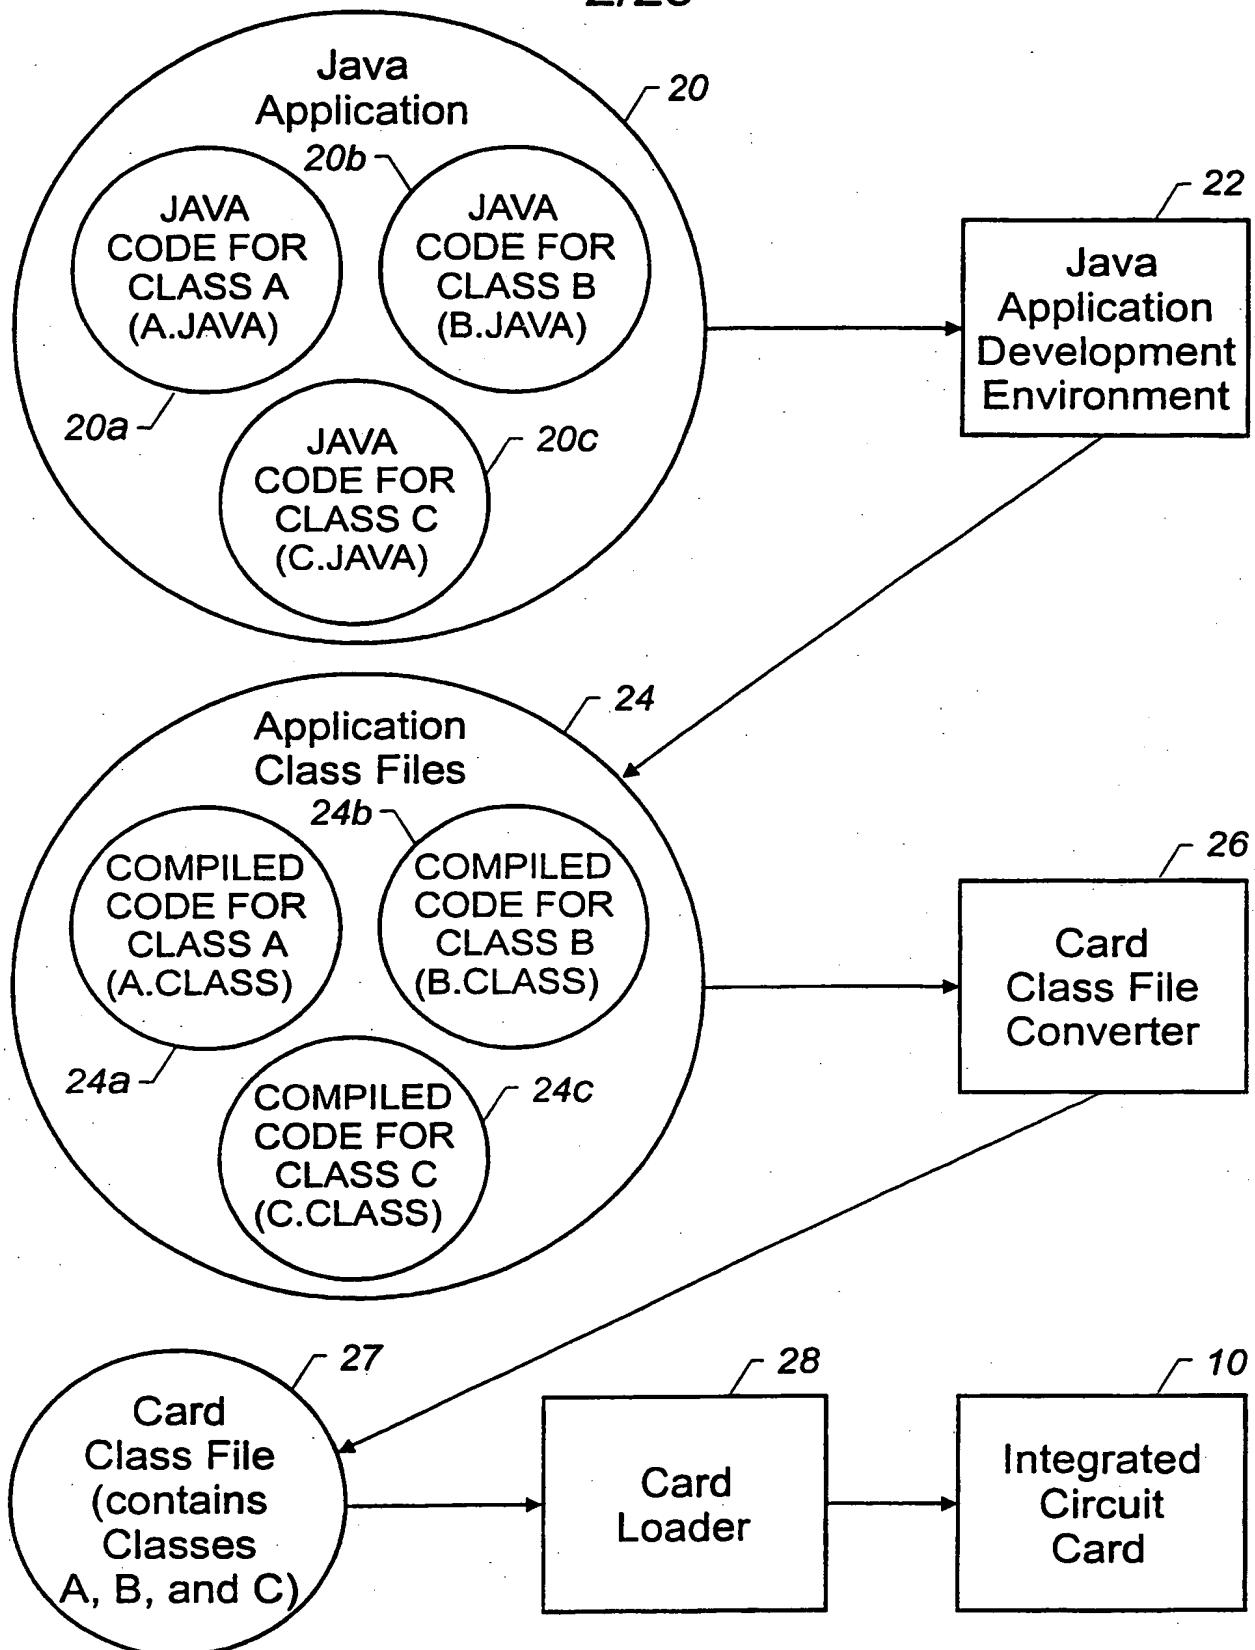 Java
Application
20
20b
JAVA
CODE FOR
CLASS A
(A.JAVA)
JAVA
CODE FOR
CLASS B
(B.JAVA)
20a
JAVA
CODE FOR
CLASS C
(C.JAVA)
20c
22
Java
Application
Development
Environment
24
Application
Class Files
24b
COMPILED
CODE FOR
CLASS A
(A.CLASS)
COMPILED
CODE FOR
CLASS B
(B.CLASS)
24a
COMPILED
CODE FOR
CLASS C
(C.CLASS)
24c
26
Card
Class File
Converter
27
Card
Class File
(contains
Classes
A, B, and C)
28
Card
Loader
10
Integrated
Circuit
Card